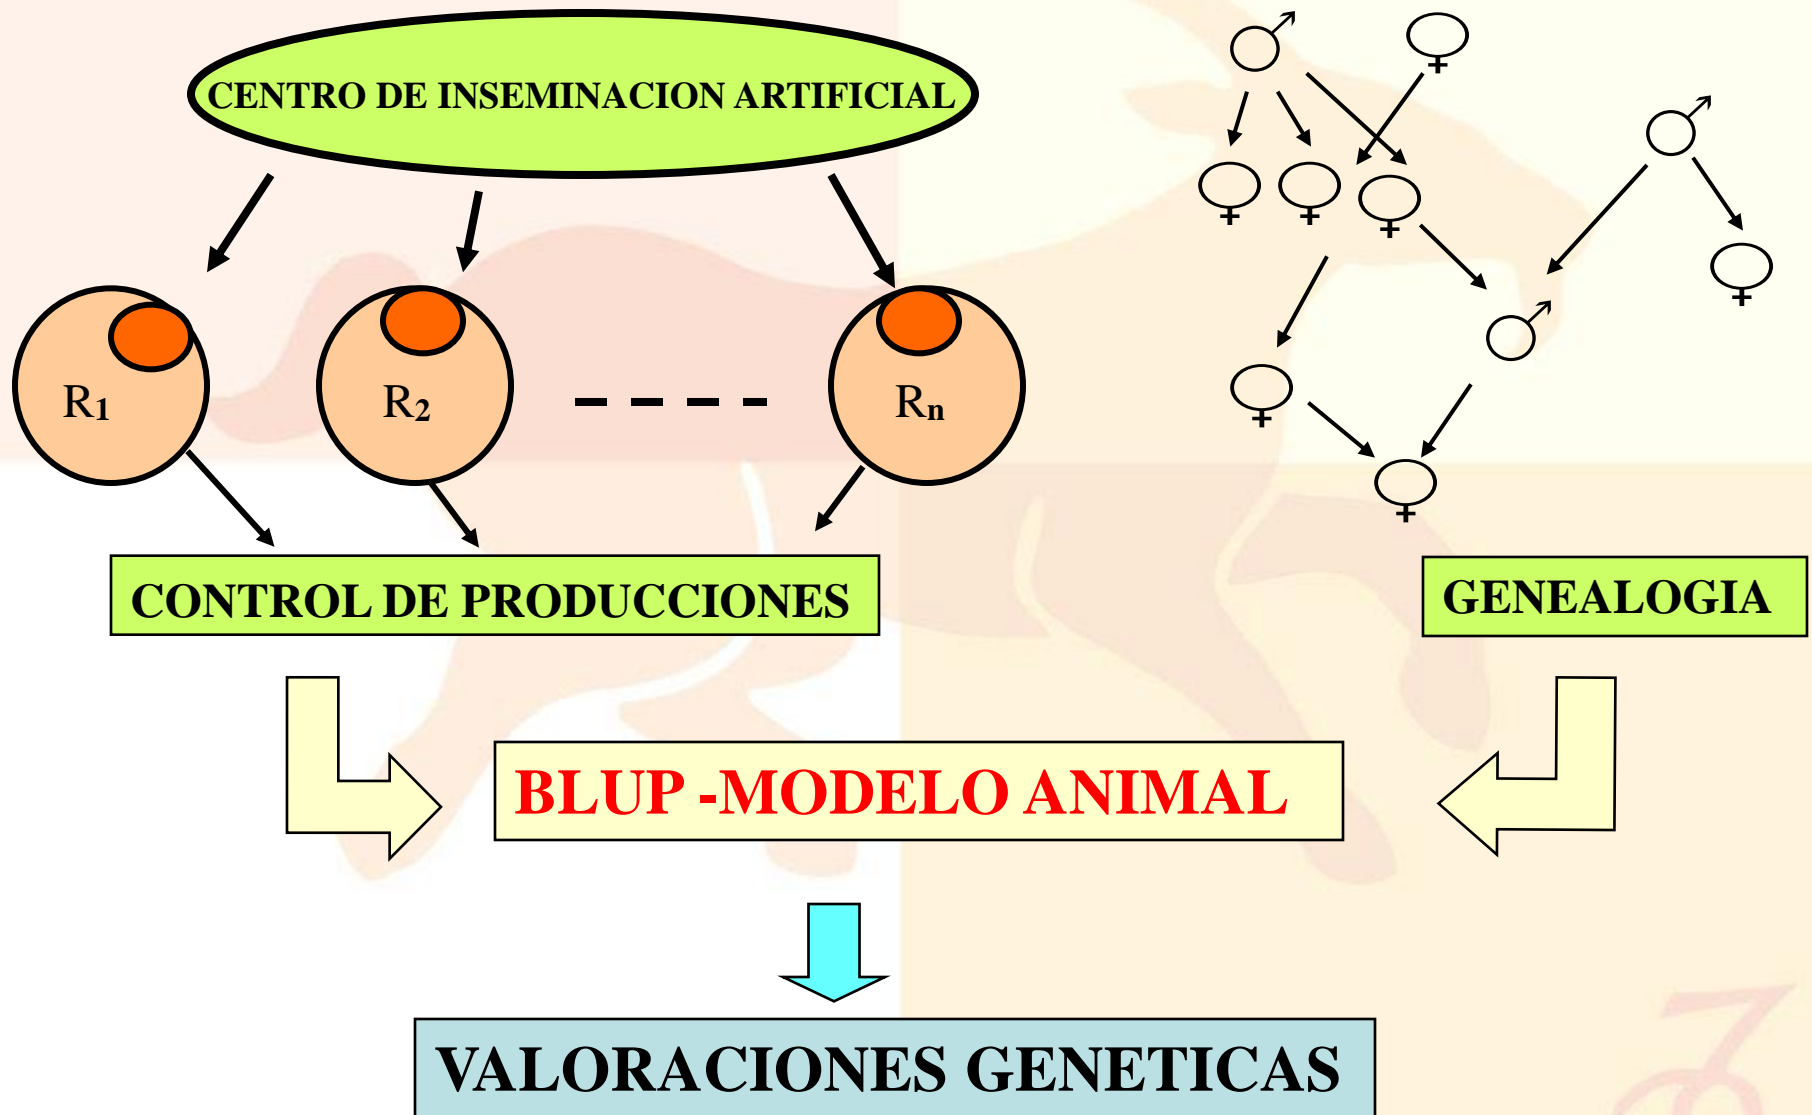 CENTRO DE INSEMINACION ARTIFICIAL
R1
R2
Rn
CONTROL DE PRODUCCIONES
GENEALOGIA
BLUP -MODELO ANIMAL
VALORACIONES GENETICAS